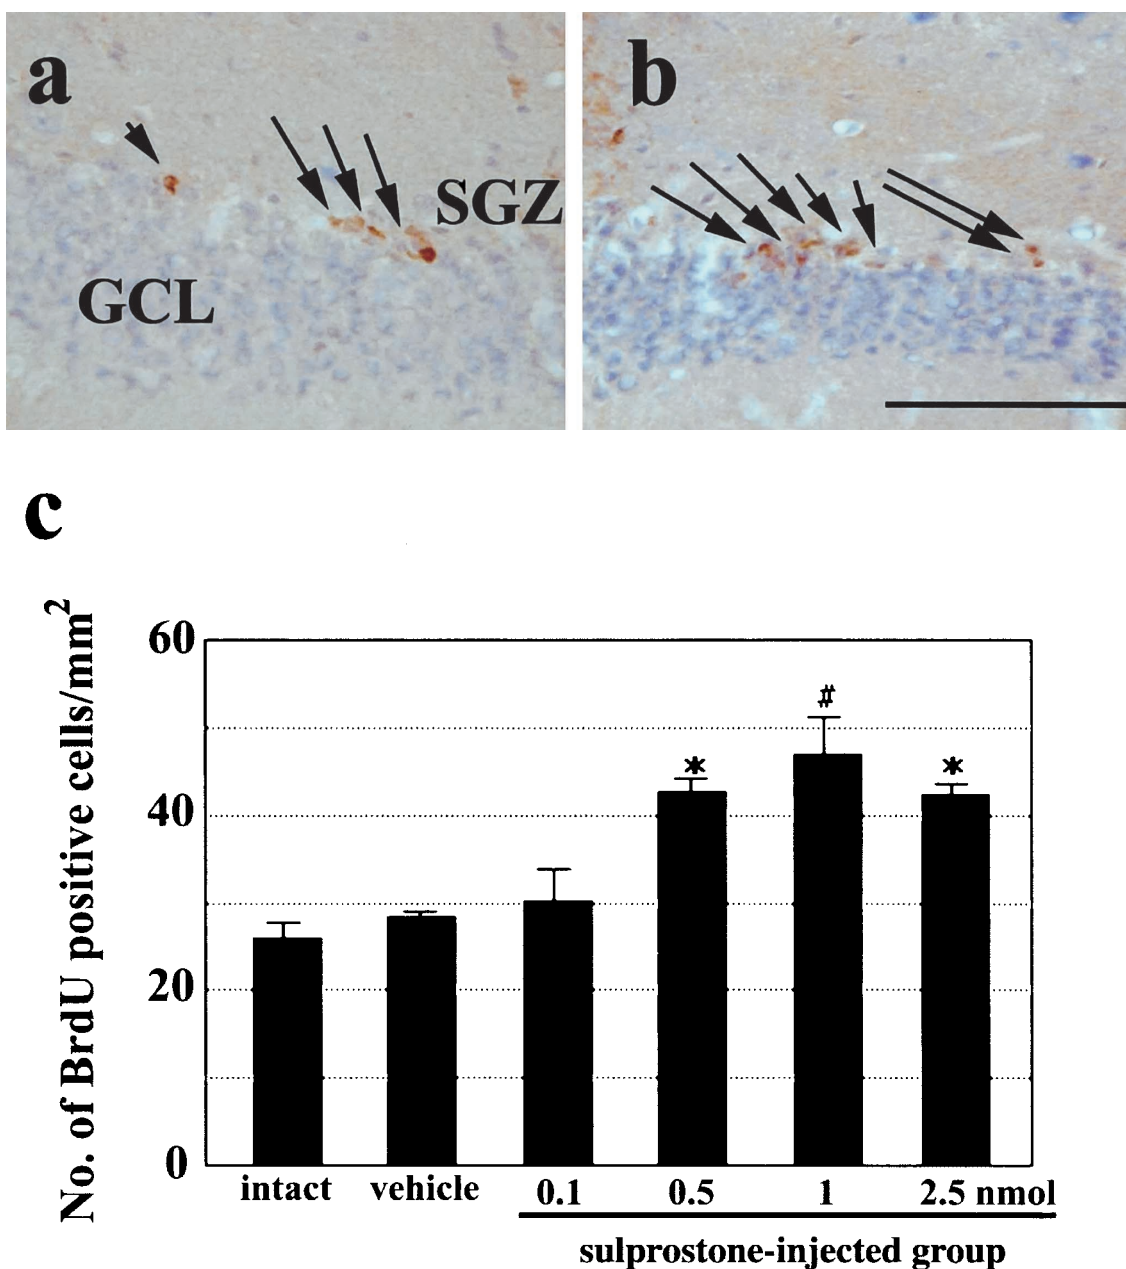 a
b
SGZ
GCL
c
No. of BrdU positive cells/mm²
60
#
* *
40
20
0
intact vehicle 0.1 0.5 1 2.5 nmol
sulprostone-injected group